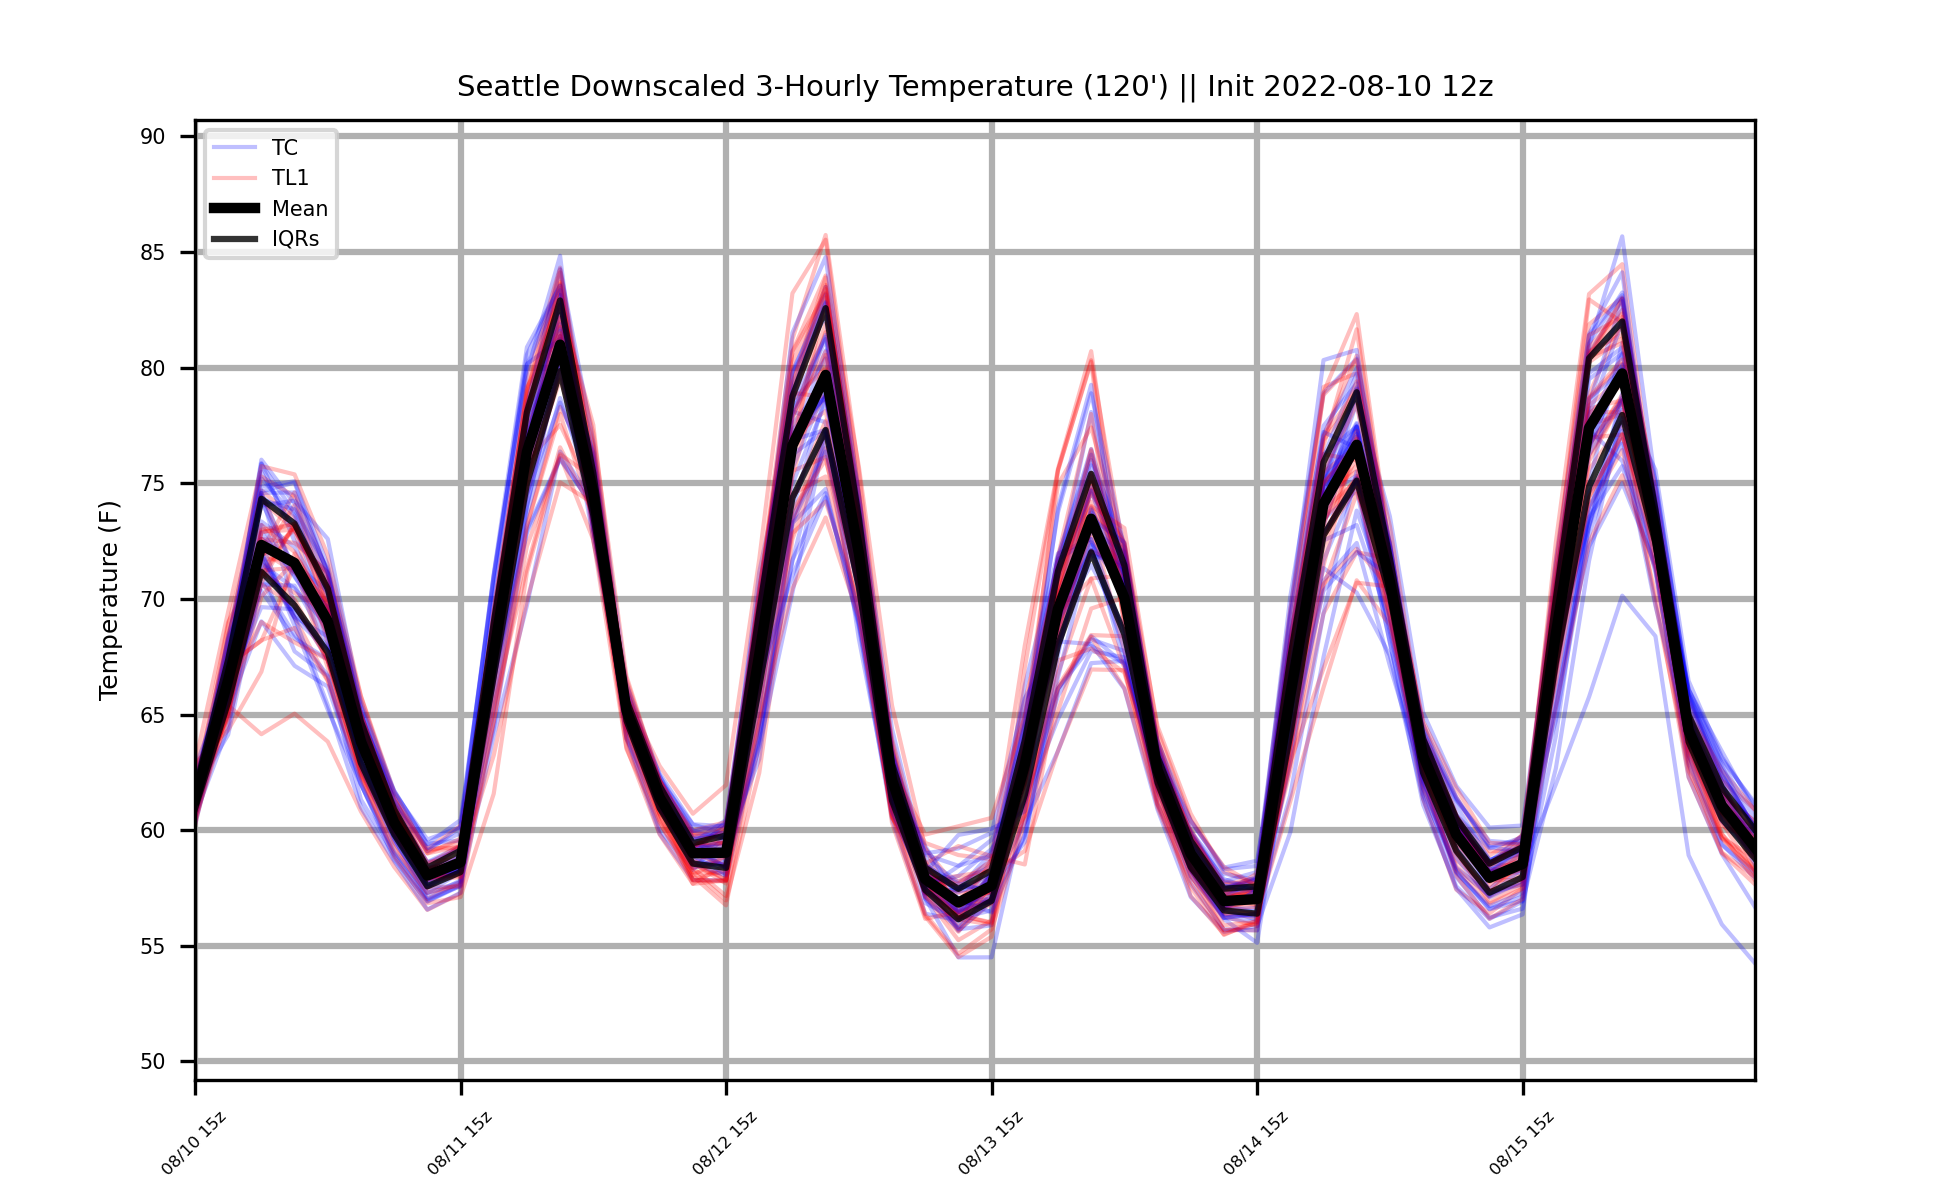 Seattle Downscaled 3-Hourly Temperature (120') || Init 2022-08-10 12z
TC
TL1
Mean
IQRs
Temperature (F)
90
85
80
75
70
65
60
55
50
08/10 15z
08/11 15z
08/12 15z
08/13 15z
08/14 15z
08/15 15z